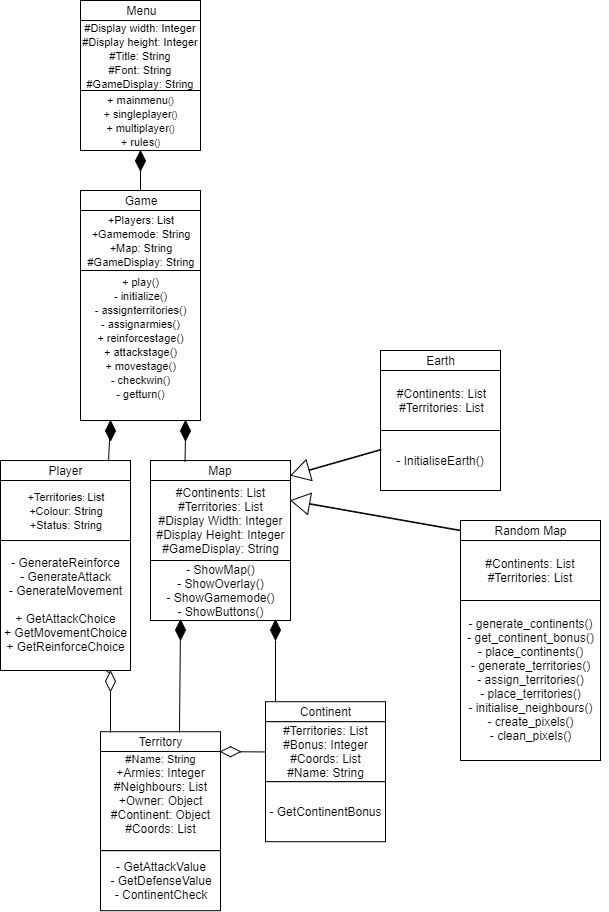 Menu
#Display width: Integer
#Display height: Integer
#Title: String
#Font: String
#GameDisplay: String
+ mainmenu()
+ singleplayer()
+ multiplayer()
+ rules()
Game
+Players: List
+Gamemode: String
+Map: String
#GameDisplay: String
+ play()
- initialize()
- assignterritories()
- assignarmies()
+ reinforcestage()
+ attackstage()
+ movestage()
- checkwin()
- getturn()
Earth
#Continents: List
#Territories: List
- InitialiseEarth()
Player
+Territories: List
+Colour: String
+Status: String
- GenerateReinforce
- GenerateAttack
- GenerateMovement
+ GetAttackChoice
+ GetMovementChoice
+ GetReinforceChoice
Map
#Continents: List
#Territories: List
#Display Width: Integer
#Display Height: Integer
#GameDisplay: String
- ShowMap()
- ShowOverlay()
- ShowGamemode()
- ShowButtons()
Random Map
#Continents: List
#Territories: List
- generate_continents()
- get_continent_bonus()
- place_continents()
- generate_territories()
- assign_territories()
- place_territories()
- initialise_neighbours()
- create_pixels()
- clean_pixels()
Territory
#Name: String
+Armies: Integer
#Neighbours: List
+Owner: Object
#Continent: Object
#Coords: List
- GetAttackValue
- GetDefenseValue
- ContinentCheck
Continent
#Territories: List
#Bonus: Integer
#Coords: List
#Name: String
- GetContinentBonus